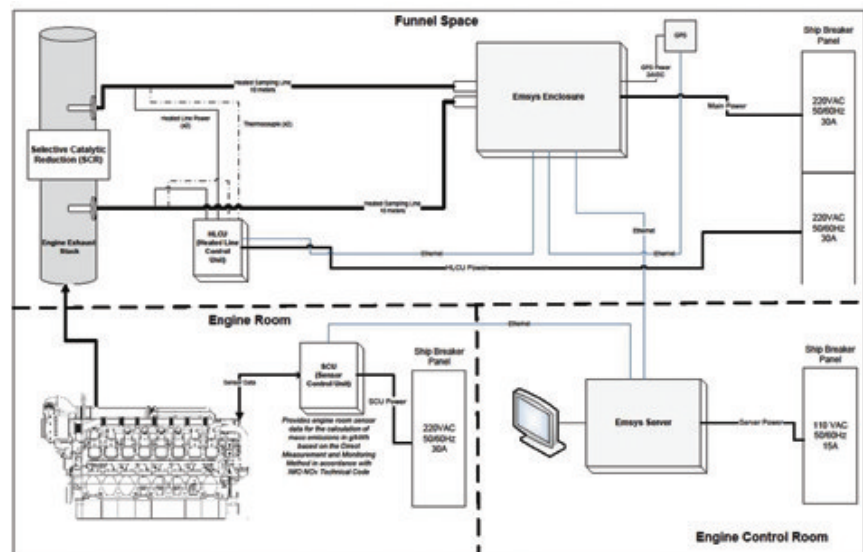 Funnel Space
Ship Breaker
Panel
GPS
GPS Power
24VDC
Heated Sampling Line
10 meters
Emsys Enclosure
Main Power
220VAC
50/60Hz
30A
Heated Line Power
(x2)
Thermocouple (x2)
Selective Catalytic
Reduction (SCR)
Heated Sampling Line
10 meters
220VAC
50/60Hz
30A
Engine Exhaust
Stack
HLCU
(Heated Line
Control
Unit)
Ethernet
Ethernet
Ethernet
HLCU Power
Engine Room
Ethernet
Ship Breaker
Panel
Sensor Data
SCU
(Sensor
Control Unit)
SCU Power
Provides engine room sensor
data for the calculation of
mass emissions in g/kWh
based on the Direct
Measurement and Monitoring
Method in accordance with
IMO NOx Technical Code
220VAC
50/60Hz
30A
Ship Breaker
Panel
Emsys Server
Server Power
110 VAC
50/60Hz
15A
Engine Control Room